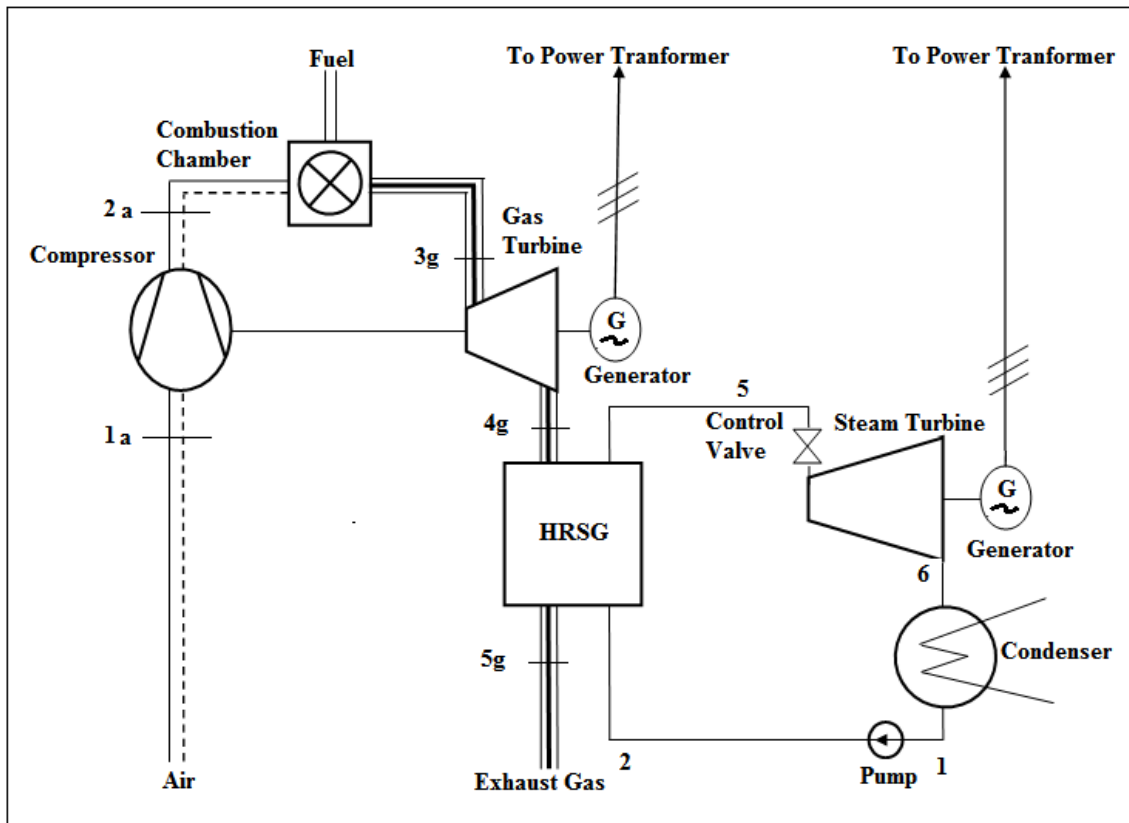 Fuel
To Power Tranformer
To Power Tranformer
Combustion
Chamber
2 a
Gas
Turbine
Compressor
3g
G
Generator
1 a
4g
5
Control
Valve
Steam Turbine
HRSG
G
Generator
6
5g
Condenser
2
Pump
1
Air
Exhaust Gas